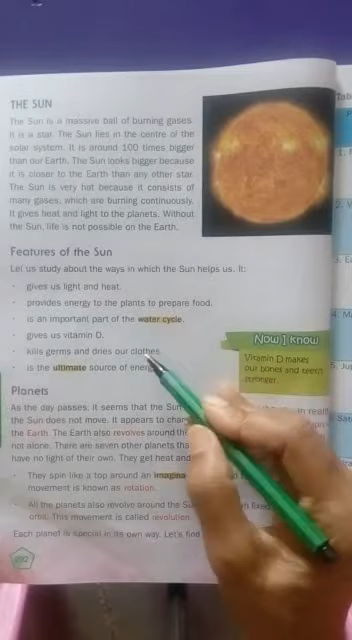 THE SUN
The Sun is a massive ball of burning gases.
It is a star. The Sun lies in the centre of the
solar system. It is around 100 times bigger
than our Earth. The Sun looks bigger because
it is closer to the Earth than any other star.
The Sun is very hot because it consists of
many gases, which are burning continuously.
It gives heat and light to the planets. Without
the Sun, life is not possible on the Earth.
Features of the Sun
Let us study about the ways in which the Sun helps us. It:
· gives us light and heat.
· provides energy to the plants to prepare food.
· is an important part of the water cycle.
· gives us vitamin D.
· kills germs and dries our clothes.
· is the ultimate source of energ
Now I Know
Vitamin D makes
our bones and teeth
stronger.
Planets
As the day passes, it seems that the Sun
the Sun does not move. It appears to chan
the Earth. The Earth also revolves around th
not alone. There are seven other planets tha
have no light of their own. They get heat and
· They spin like a top around an imagina
movement is known as rotation.
· All the planets also revolve around the Su
orbit. This movement is called revolution.
Each planet is special in its own way. Let's find
Tab